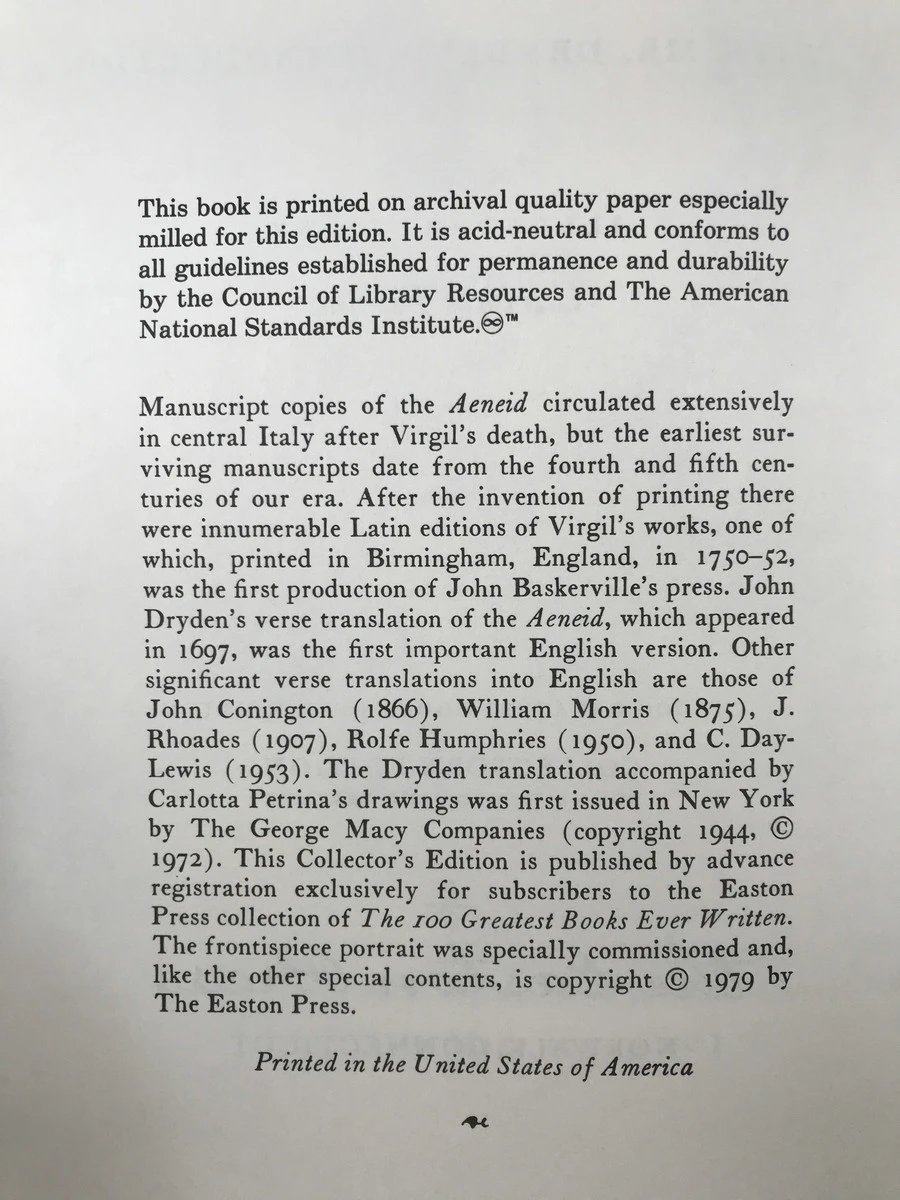 This book is printed on archival quality paper especially
milled for this edition. It is acid-neutral and conforms to
all guidelines established for permanence and durability
by the Council of Library Resources and The American
National Standards Institute.♾™
Manuscript copies of the Aeneid circulated extensively
in central Italy after Virgil's death, but the earliest sur-
viving manuscripts date from the fourth and fifth cen-
turies of our era. After the invention of printing there
were innumerable Latin editions of Virgil's works, one of
which, printed in Birmingham, England, in 1750–52,
was the first production of John Baskerville's press. John
Dryden's verse translation of the Aeneid, which appeared
in 1697, was the first important English version. Other
significant verse translations into English are those of
John Conington (1866), William Morris (1875), J.
Rhoades (1907), Rolfe Humphries (1950), and C. Day-
Lewis (1953). The Dryden translation accompanied by
Carlotta Petrina's drawings was first issued in New York
by The George Macy Companies (copyright 1944, ©
1972). This Collector's Edition is published by advance
registration exclusively for subscribers to the Easton
Press collection of The 100 Greatest Books Ever Written.
The frontispiece portrait was specially commissioned and,
like the other special contents, is copyright © 1979 by
The Easton Press.
Printed in the United States of America